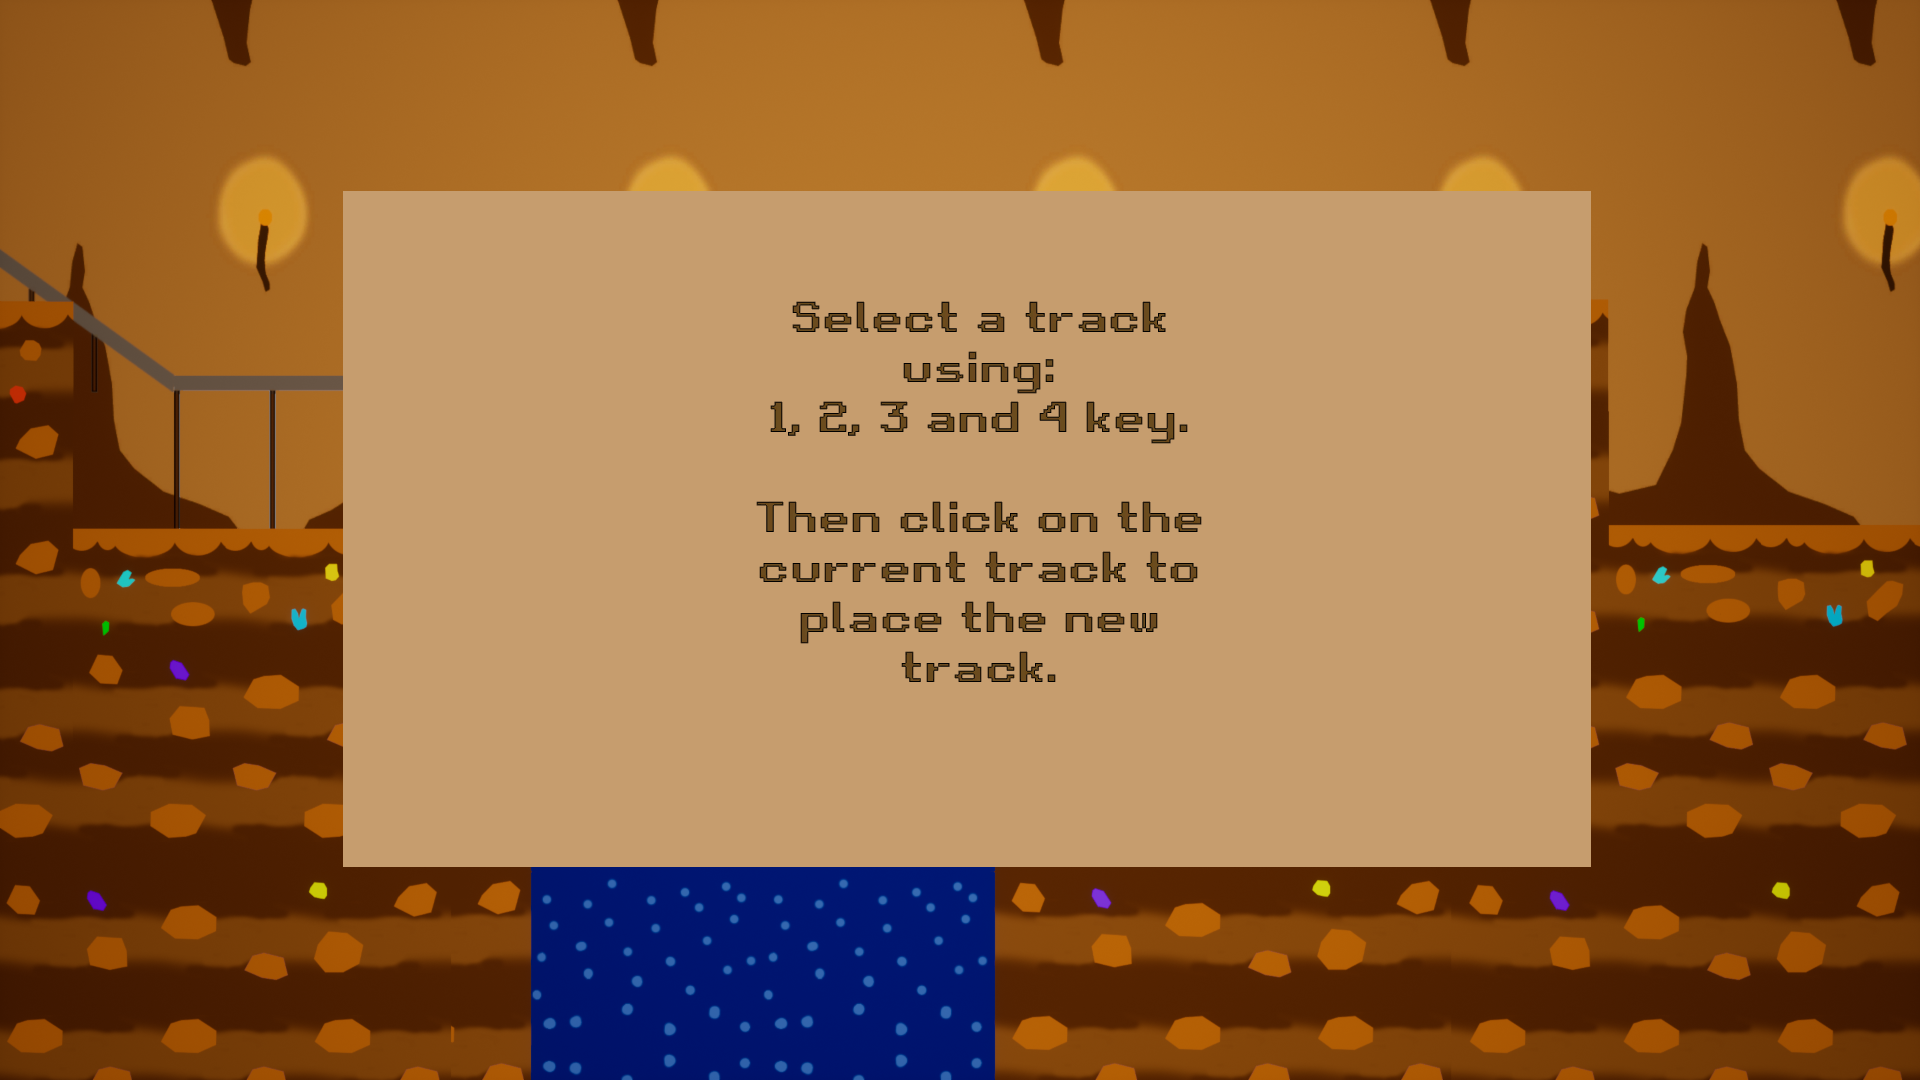 Select a track
using:
1, 2, 3 and 4 key.
Then click on the
current track to
place the new
track.